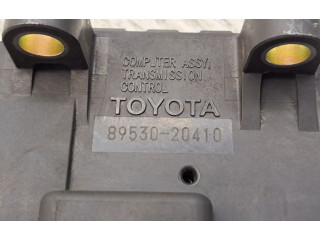 COMPUTER ASSY,
TRANSMISSION
CONTROL
TOYOTA
89530-20410